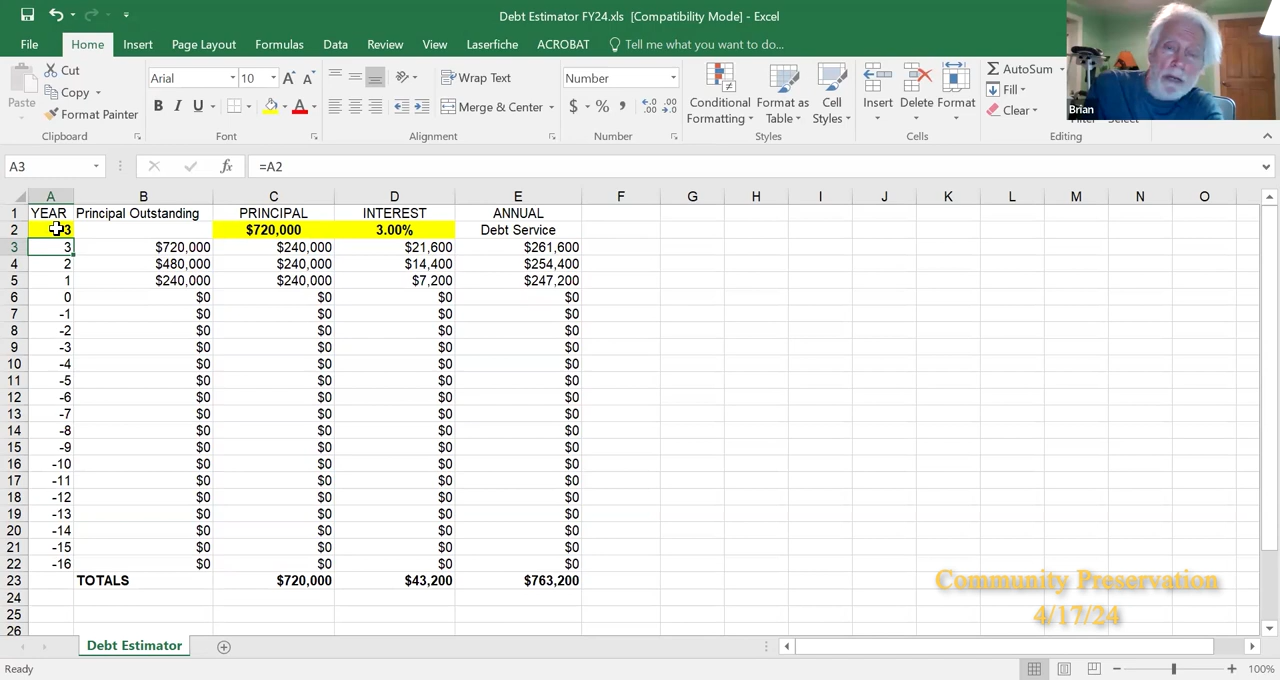 Debt Estimator FY24.xls [Compatibility Mode] - Excel
File Home Insert Page Layout Formulas Data Review View Laserfiche ACROBAT Tell me what you want to do...
Paste Cut Copy Format Painter Clipboard
Arial 10 A A B I U A Font
Wrap Text Merge & Center Alignment
Number $ % , Number
Conditional Formatting Format as Table Cell Styles Styles
Insert Delete Format Cells
AutoSum Fill Clear Editing
Brian
A3 fx =A2
A B C D E F G H I J K L M N O
1 YEAR Principal Outstanding PRINCIPAL INTEREST ANNUAL
2 3 $720,000 3.00% Debt Service
3 3 $720,000 $240,000 $21,600 $261,600
4 2 $480,000 $240,000 $14,400 $254,400
5 1 $240,000 $240,000 $7,200 $247,200
6 0 $0 $0 $0 $0
7 -1 $0 $0 $0 $0
8 -2 $0 $0 $0 $0
9 -3 $0 $0 $0 $0
10 -4 $0 $0 $0 $0
11 -5 $0 $0 $0 $0
12 -6 $0 $0 $0 $0
13 -7 $0 $0 $0 $0
14 -8 $0 $0 $0 $0
15 -9 $0 $0 $0 $0
16 -10 $0 $0 $0 $0
17 -11 $0 $0 $0 $0
18 -12 $0 $0 $0 $0
19 -13 $0 $0 $0 $0
20 -14 $0 $0 $0 $0
21 -15 $0 $0 $0 $0
22 -16 $0 $0 $0 $0
23 TOTALS $720,000 $43,200 $763,200
24
25
26
Community Preservation
4/17/24
Debt Estimator
Ready 100%